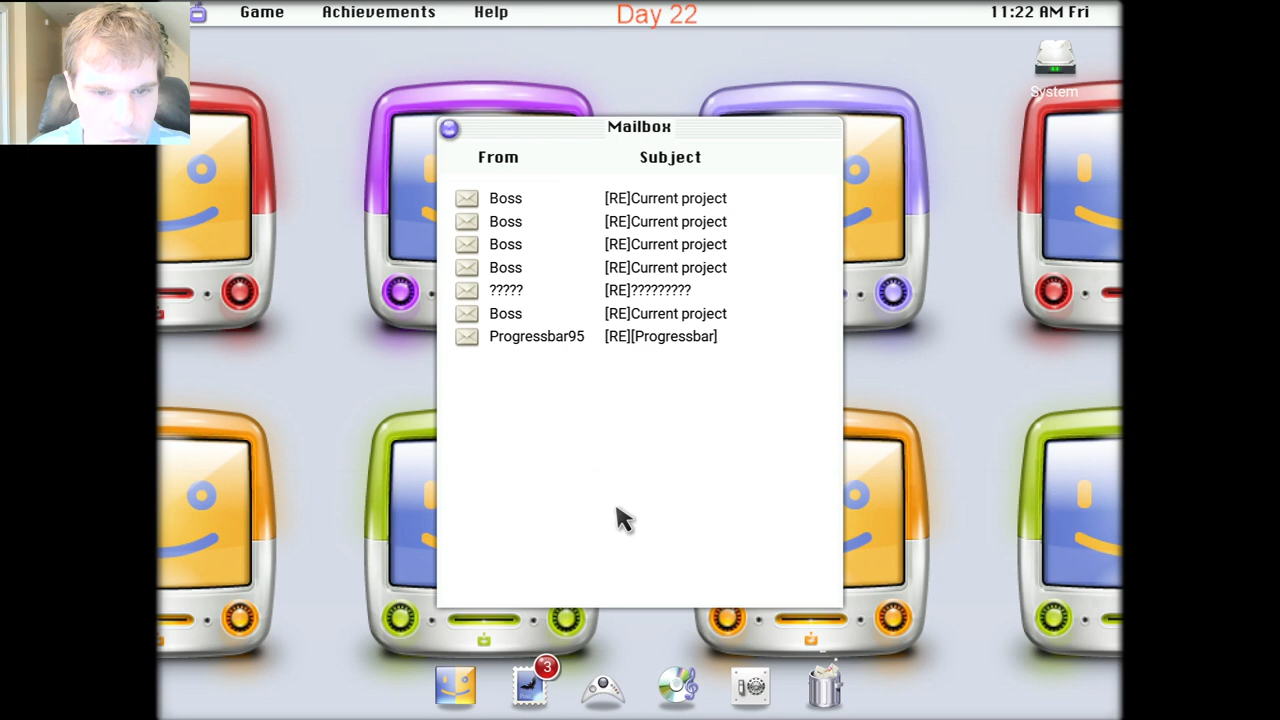 Game Achievements Help Day 22 11:22 AM Fri
System
Mailbox
From Subject
Boss [RE]Current project
Boss [RE]Current project
Boss [RE]Current project
Boss [RE]Current project
????? [RE]?????????
Boss [RE]Current project
Progressbar95 [RE][Progressbar]
3